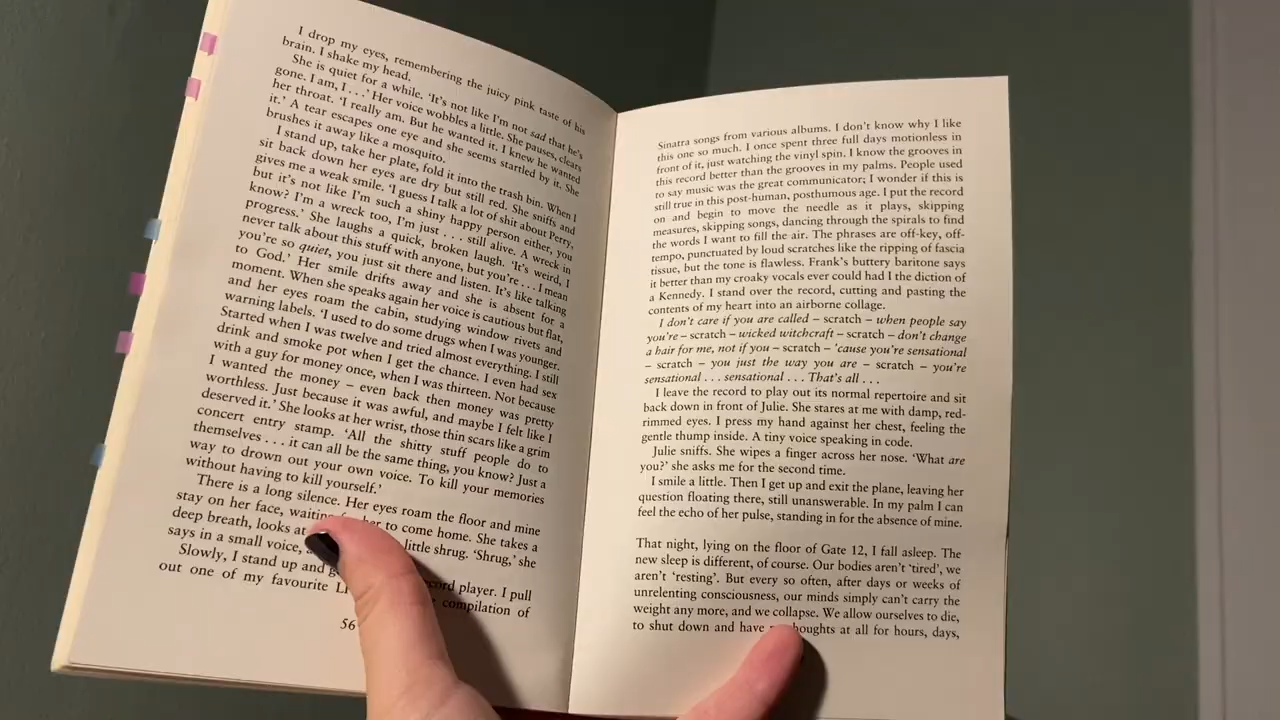 I drop my eyes, remembering the juicy pink taste of his
brain. I shake my head.
She is quiet for a while. ‘It's not like I'm not sad that he's
gone. I am, I . . .’ Her voice wobbles a little. She pauses, clears
her throat. ‘I really am. But he wanted it. I knew he wanted
it.’ A tear escapes one eye and she seems startled by it. She
brushes it away like a mosquito.
I stand up, take her plate, fold it into the trash bin. When I
sit back down her eyes are dry but still red. She sniffs and
gives me a weak smile. ‘I guess I talk a lot of shit about Perry,
but it's not like I'm such a shiny happy person either, you
know? I'm a wreck too, I'm just . . . still alive. A wreck in
progress.’ She laughs a quick, broken laugh. ‘It's weird, I
never talk about this stuff with anyone, but you're . . . I mean
you're so quiet, you just sit there and listen. It's like talking
to God.’ Her smile drifts away and she is absent for a
moment. When she speaks again her voice is cautious but flat,
and her eyes roam the cabin, studying window rivets and
warning labels. ‘I used to do some drugs when I was younger.
Started when I was twelve and tried almost everything. I still
drink and smoke pot when I get the chance. I even had sex
with a guy for money once, when I was thirteen. Not because
I wanted the money – even back then money was pretty
worthless. Just because it was awful, and maybe I felt like I
deserved it.’ She looks at her wrist, those thin scars like a grim
concert entry stamp. ‘All the shitty stuff people do to
themselves . . . it can all be the same thing, you know? Just a
way to drown out your own voice. To kill your memories
without having to kill yourself.’
There is a long silence. Her eyes roam the floor and mine
stay on her face, waiting her to come home. She takes a
deep breath, looks at little shrug. ‘Shrug,’ she
says in a small voice,
Slowly, I stand up and player. I pull
out one of my favourite compilation of
56
Sinatra songs from various albums. I don't know why I like
this one so much. I once spent three full days motionless in
front of it, just watching the vinyl spin. I know the grooves in
this record better than the grooves in my palms. People used
to say music was the great communicator; I wonder if this is
still true in this post-human, posthumous age. I put the record
on and begin to move the needle as it plays, skipping
measures, skipping songs, dancing through the spirals to find
the words I want to fill the air. The phrases are off-key, off-
tempo, punctuated by loud scratches like the ripping of fascia
tissue, but the tone is flawless. Frank's buttery baritone says
it better than my croaky vocals ever could had I the diction of
a Kennedy. I stand over the record, cutting and pasting the
contents of my heart into an airborne collage.
I don't care if you are called – scratch – when people say
you're – scratch – wicked witchcraft – scratch – don't change
a hair for me, not if you – scratch – ‘cause you're sensational
– scratch – you just the way you are – scratch – you're
sensational . . . sensational . . . That's all . . .
I leave the record to play out its normal repertoire and sit
back down in front of Julie. She stares at me with damp, red-
rimmed eyes. I press my hand against her chest, feeling the
gentle thump inside. A tiny voice speaking in code.
Julie sniffs. She wipes a finger across her nose. ‘What are
you?’ she asks me for the second time.
I smile a little. Then I get up and exit the plane, leaving her
question floating there, still unanswerable. In my palm I can
feel the echo of her pulse, standing in for the absence of mine.
That night, lying on the floor of Gate 12, I fall asleep. The
new sleep is different, of course. Our bodies aren't ‘tired’, we
aren't ‘resting’. But every so often, after days or weeks of
unrelenting consciousness, our minds simply can't carry the
weight any more, and we collapse. We allow ourselves to die,
to shut down and have thoughts at all for hours, days,